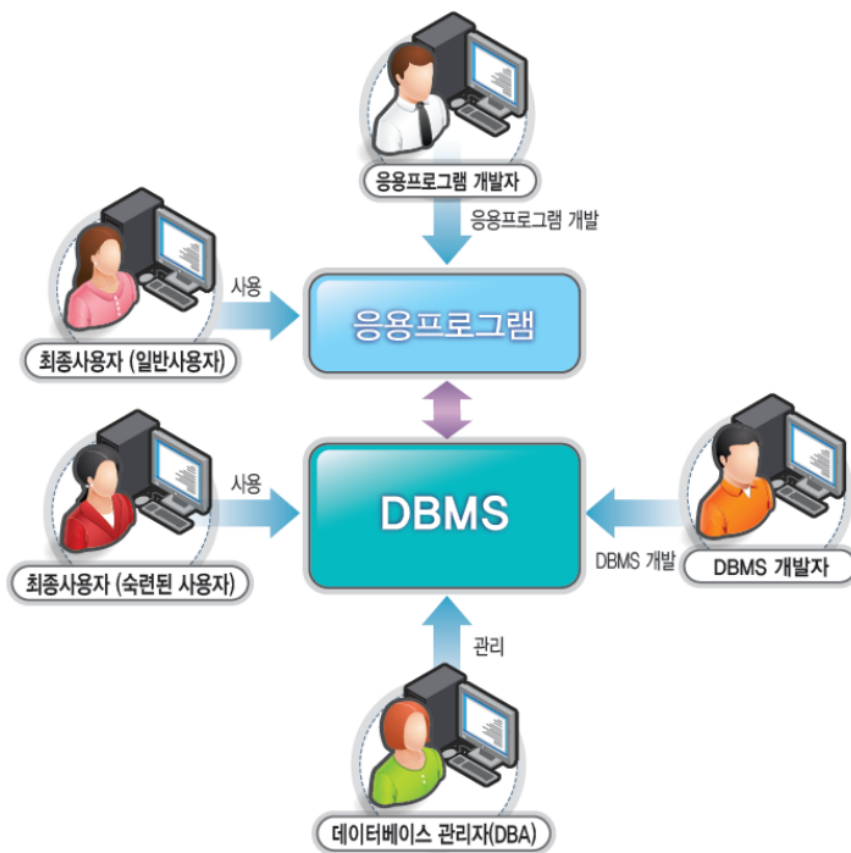 응용프로그램 개발자
응용프로그램 개발
사용
응용프로그램
최종사용자 (일반사용자)
사용
DBMS
DBMS 개발
DBMS 개발자
최종사용자 (숙련된 사용자)
관리
데이터베이스 관리자(DBA)